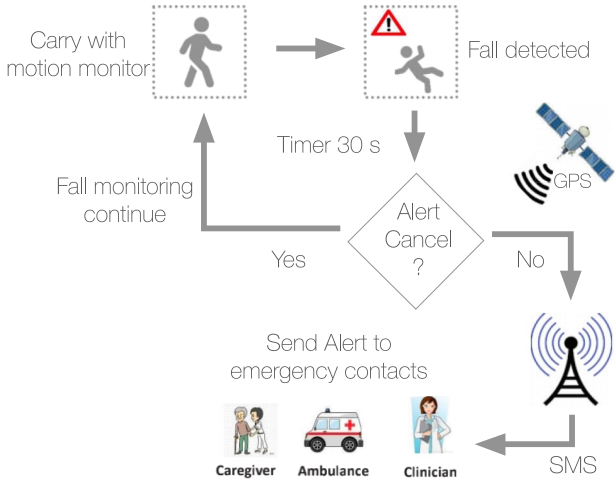 Carry with
motion monitor
Fall detected
Timer 30 s
GPS
Fall monitoring
continue
Alert
Cancel
?
Yes
No
Send Alert to
emergency contacts
SMS
Caregiver
Ambulance
Clinician